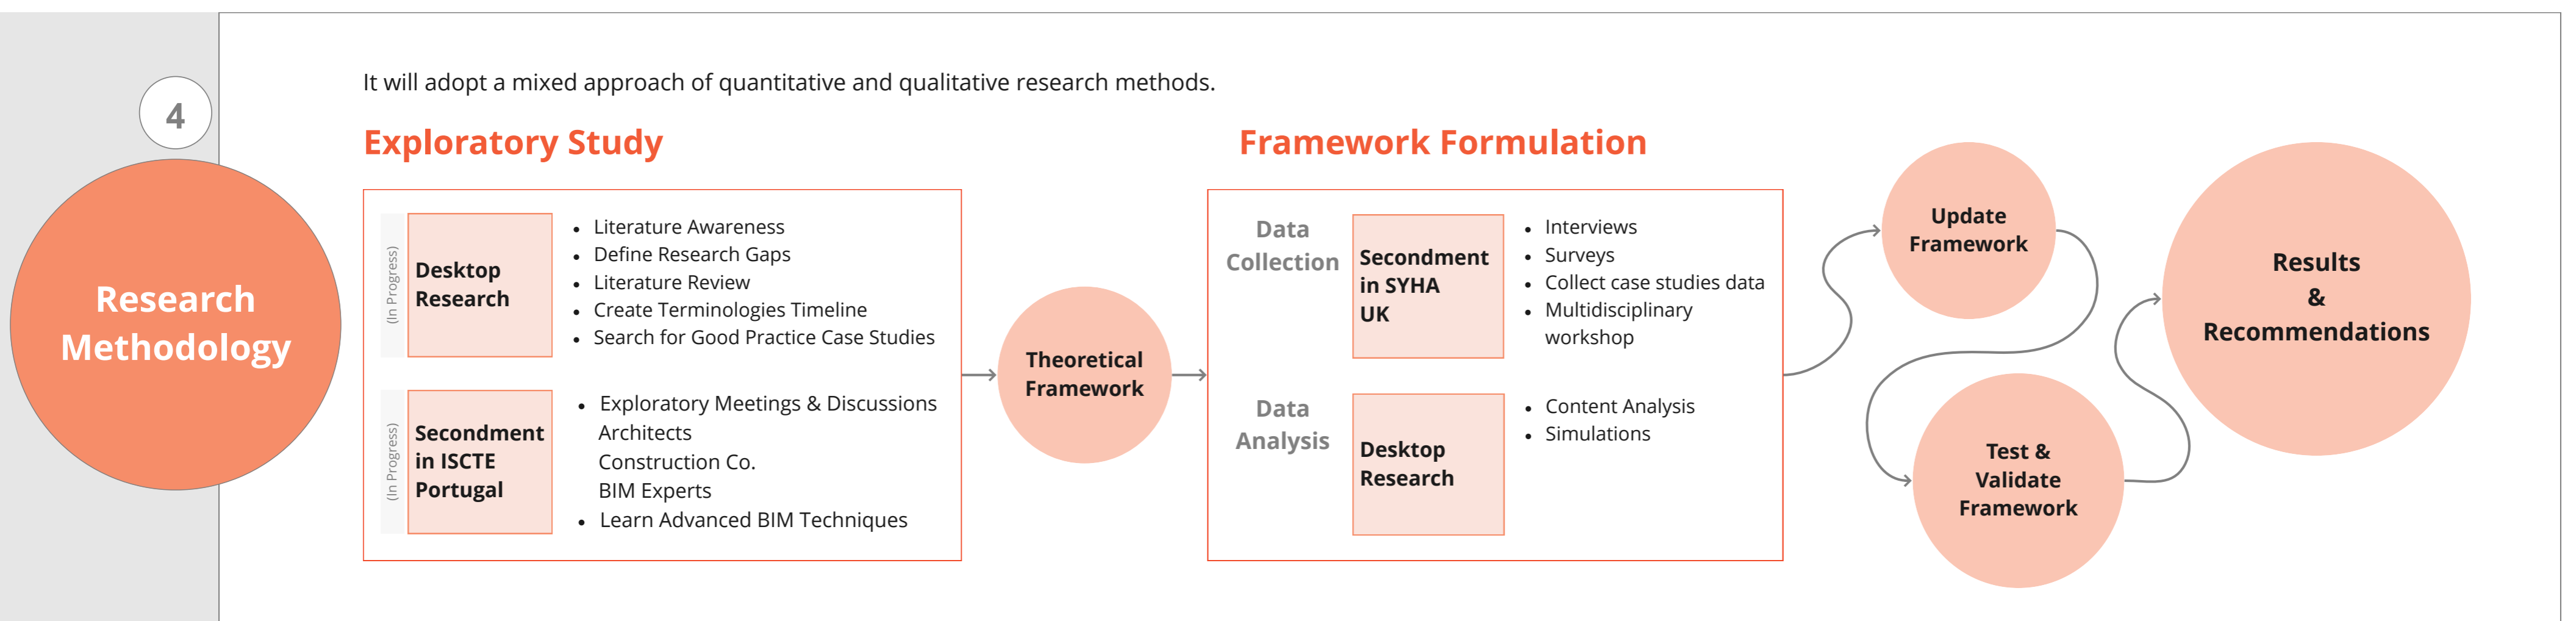 4
Research
Methodology
It will adopt a mixed approach of quantitative and qualitative research methods.
Exploratory Study
(In Progress)
Desktop
Research
• Literature Awareness
• Define Research Gaps
• Literature Review
• Create Terminologies Timeline
• Search for Good Practice Case Studies
(In Progress)
Secondment
in ISCTE
Portugal
• Exploratory Meetings & Discussions
Architects
Construction Co.
BIM Experts
• Learn Advanced BIM Techniques
Theoretical
Framework
Framework Formulation
Data
Collection
Secondment
in SYHA
UK
• Interviews
• Surveys
• Collect case studies data
• Multidisciplinary
workshop
Data
Analysis
Desktop
Research
• Content Analysis
• Simulations
Update
Framework
Test &
Validate
Framework
Results
&
Recommendations